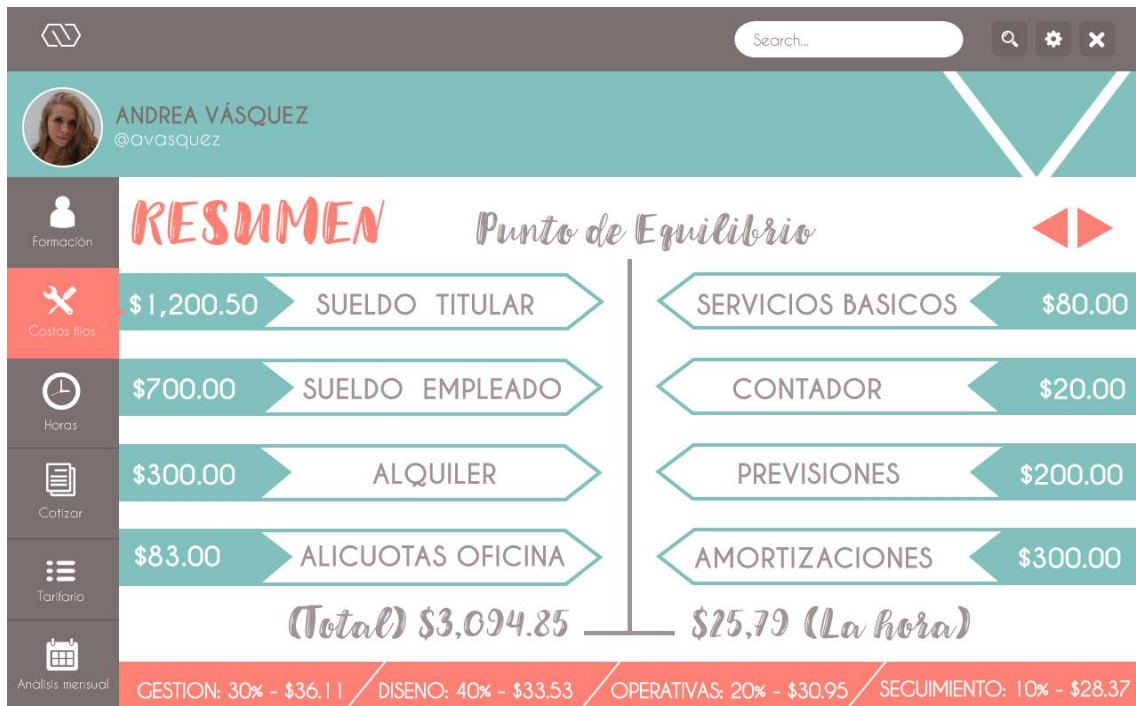 Search...
ANDREA VÁSQUEZ
@avasquez
Formación
Costos fijos
Horas
Cotizar
Tarifario
Análisis mensual
RESUMEN
Punto de Equilibrio
$1,200.50 SUELDO TITULAR
$700.00 SUELDO EMPLEADO
$300.00 ALQUILER
$83.00 ALICUOTAS OFICINA
SERVICIOS BASICOS $80.00
CONTADOR $20.00
PREVISIONES $200.00
AMORTIZACIONES $300.00
(Total) $3,094.85
$25,79 (La hora)
GESTION: 30% - $36.11 / DISENO: 40% - $33.53 / OPERATIVAS: 20% - $30.95 / SEGUIMIENTO: 10% - $28.37